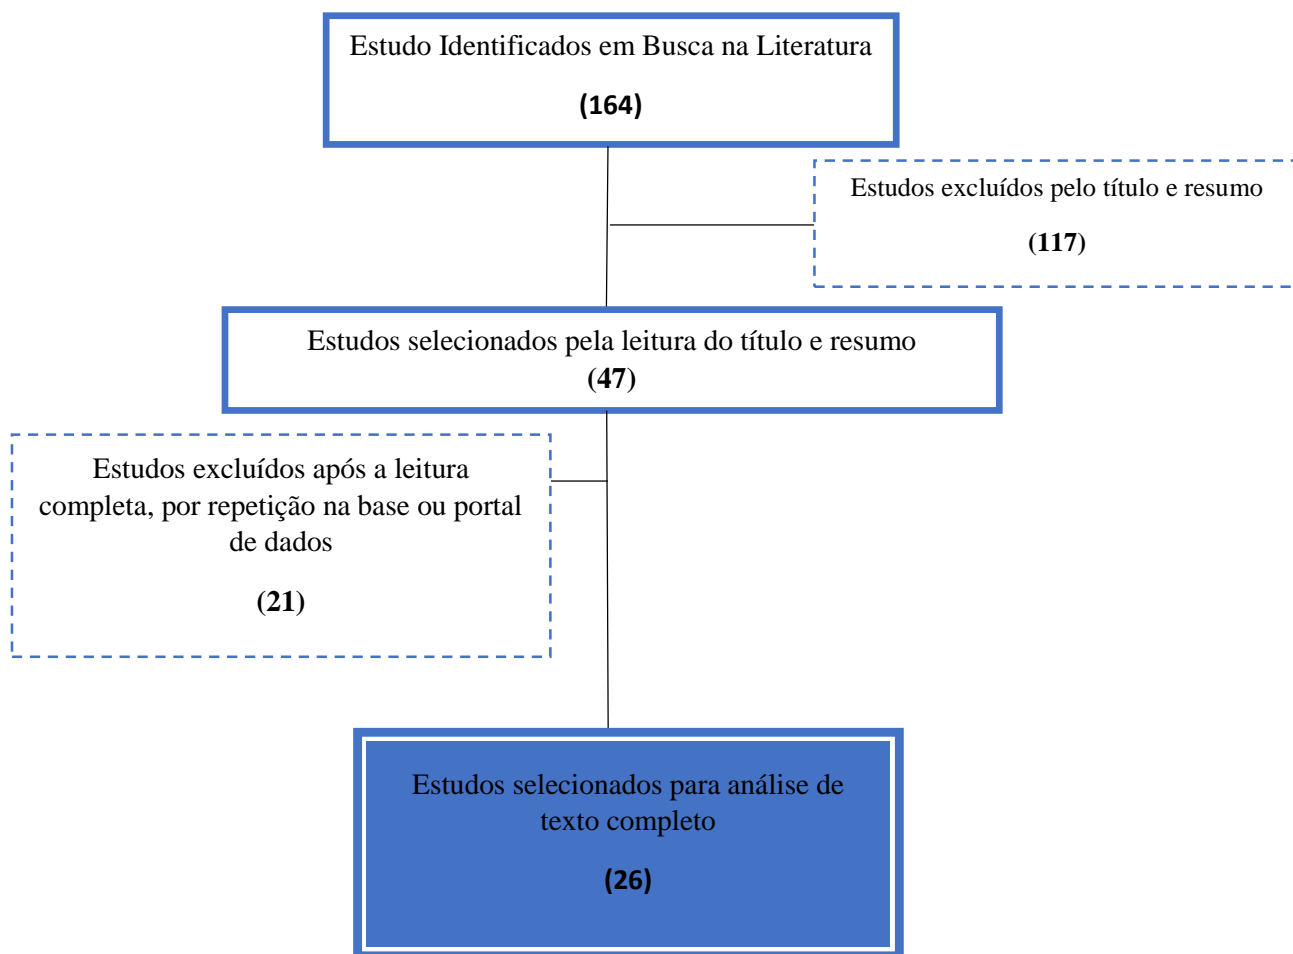 Estudo Identificados em Busca na Literatura
(164)
Estudos excluídos pelo título e resumo
(117)
Estudos selecionados pela leitura do título e resumo
(47)
Estudos excluídos após a leitura
completa, por repetição na base ou portal
de dados
(21)
Estudos selecionados para análise de
texto completo
(26)